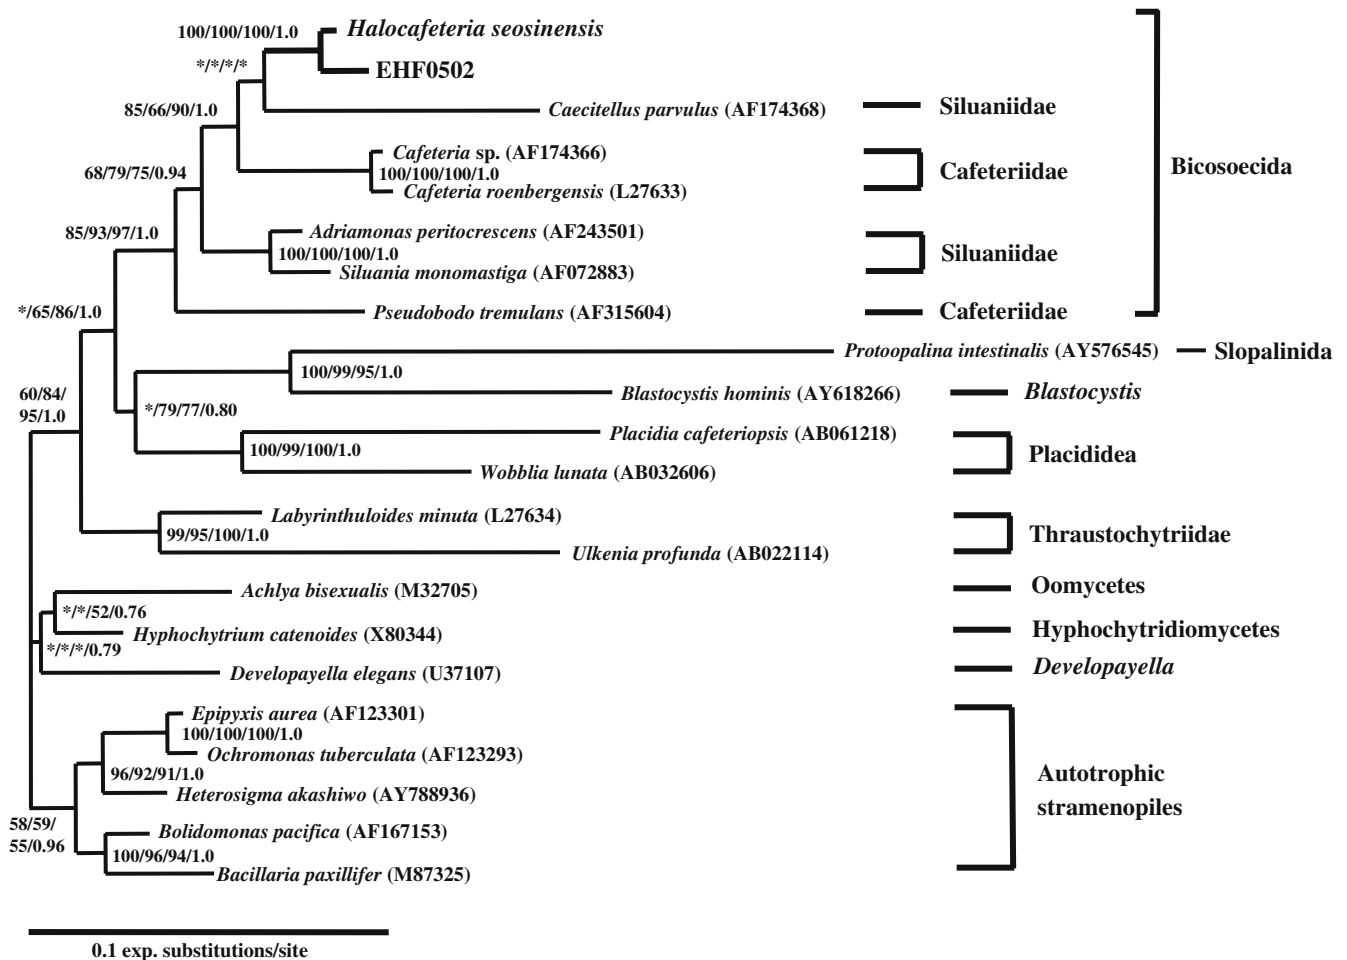 100/100/100/1.0 Halocafeteria seosinensis
*/*/*/* EHF0502
85/66/90/1.0 Caecitellus parvulus (AF174368) Siluaniidae
Cafeteria sp. (AF174366)
68/79/75/0.94 100/100/100/1.0 Cafeteriidae Bicosoecida
Cafeteria roenbergensis (L27633)
85/93/97/1.0 Adriamonas peritocrescens (AF243501)
100/100/100/1.0 Siluaniidae
Siluania monomastiga (AF072883)
*/65/86/1.0 Pseudobodo tremulans (AF315604) Cafeteriidae
Protoopalina intestinalis (AY576545) Slopalinida
100/99/95/1.0
60/84/
95/1.0 Blastocystis hominis (AY618266) Blastocystis
*/79/77/0.80
Placidia cafeteriopsis (AB061218)
100/99/100/1.0 Placididea
Wobblia lunata (AB032606)
Labyrinthuloides minuta (L27634)
99/95/100/1.0 Thraustochytriidae
Ulkenia profunda (AB022114)
Achlya bisexualis (M32705) Oomycetes
*/*/52/0.76
Hyphochytrium catenoides (X80344) Hyphochytridiomycetes
*/*/*/0.79
Developayella elegans (U37107) Developayella
Epipyxis aurea (AF123301)
100/100/100/1.0
Ochromonas tuberculata (AF123293)
96/92/91/1.0 Autotrophic
stramenopiles
Heterosigma akashiwo (AY788936)
58/59/
55/0.96 Bolidomonas pacifica (AF167153)
100/96/94/1.0
Bacillaria paxillifer (M87325)
0.1 exp. substitutions/site